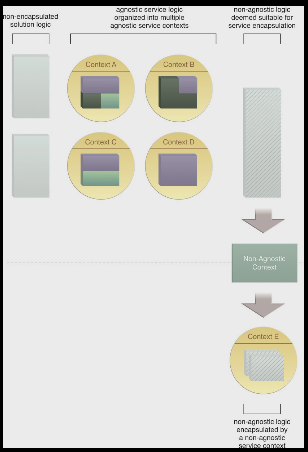 non-encapsulated
solution logic
agnostic service logic
organized into multiple
agnostic service contexts
non-agnostic logic
deemed suitable for
service encapsulation
Context A
Context B
Context C
Context D
Non-Agnostic
Context
Context E
non-agnostic logic
encapsulated by
a non-agnostic
service context